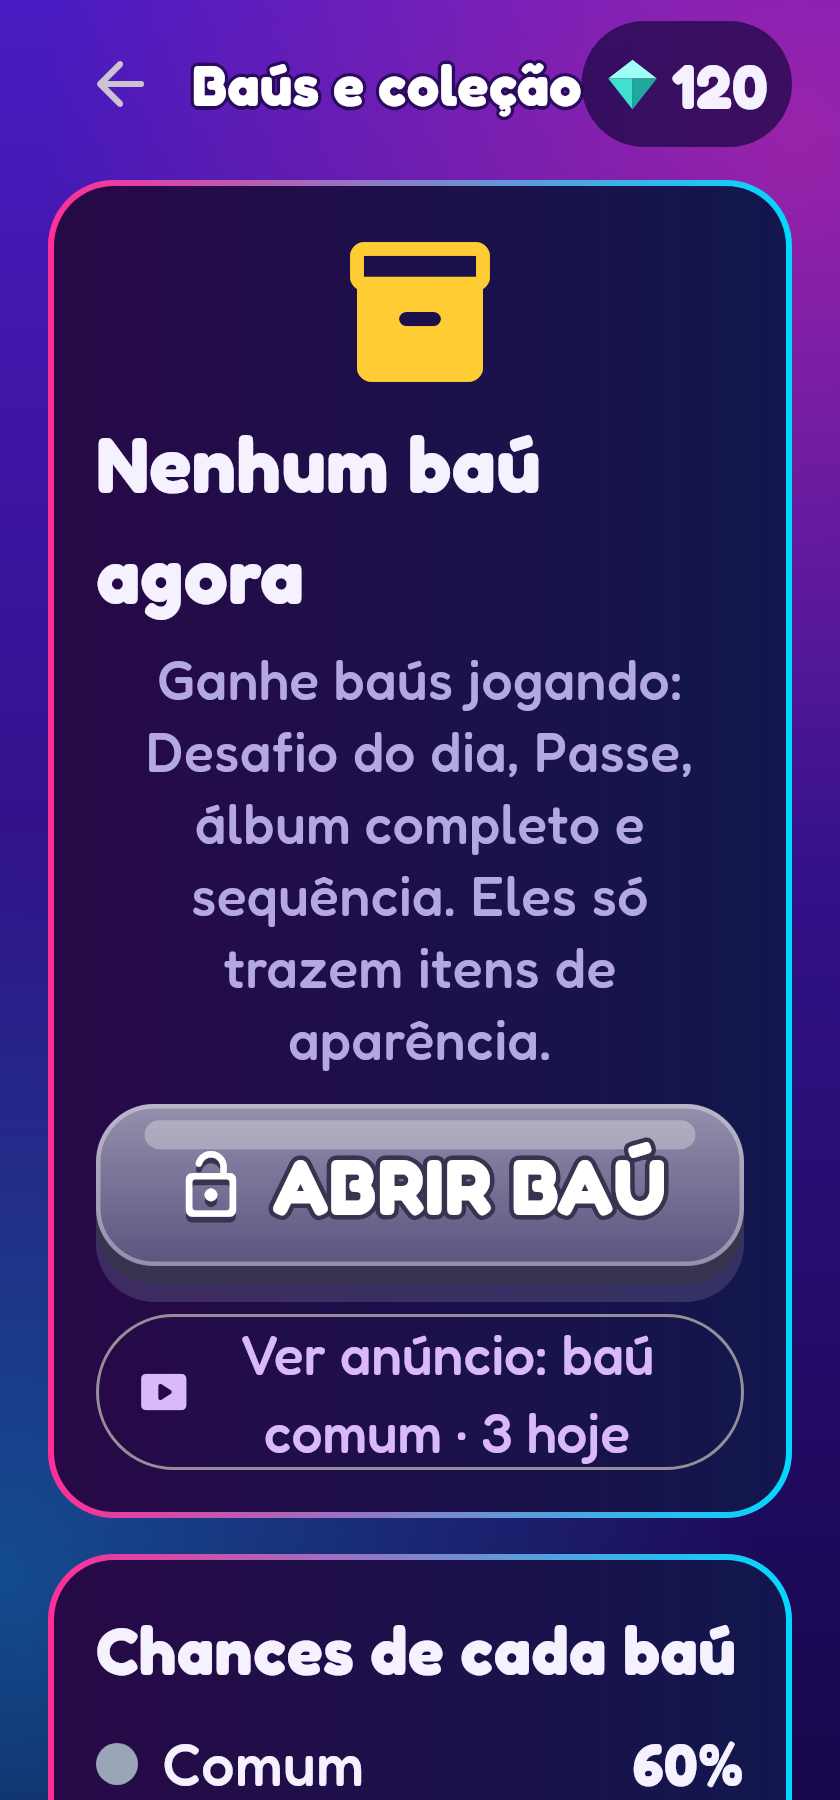 Baús e coleção
120
Nenhum baú
agora
Ganhe baús jogando:
Desafio do dia, Passe,
álbum completo e
sequência. Eles só
trazem itens de
aparência.
ABRIR BAÚ
Ver anúncio: baú
comum · 3 hoje
Chances de cada baú
Comum 60%